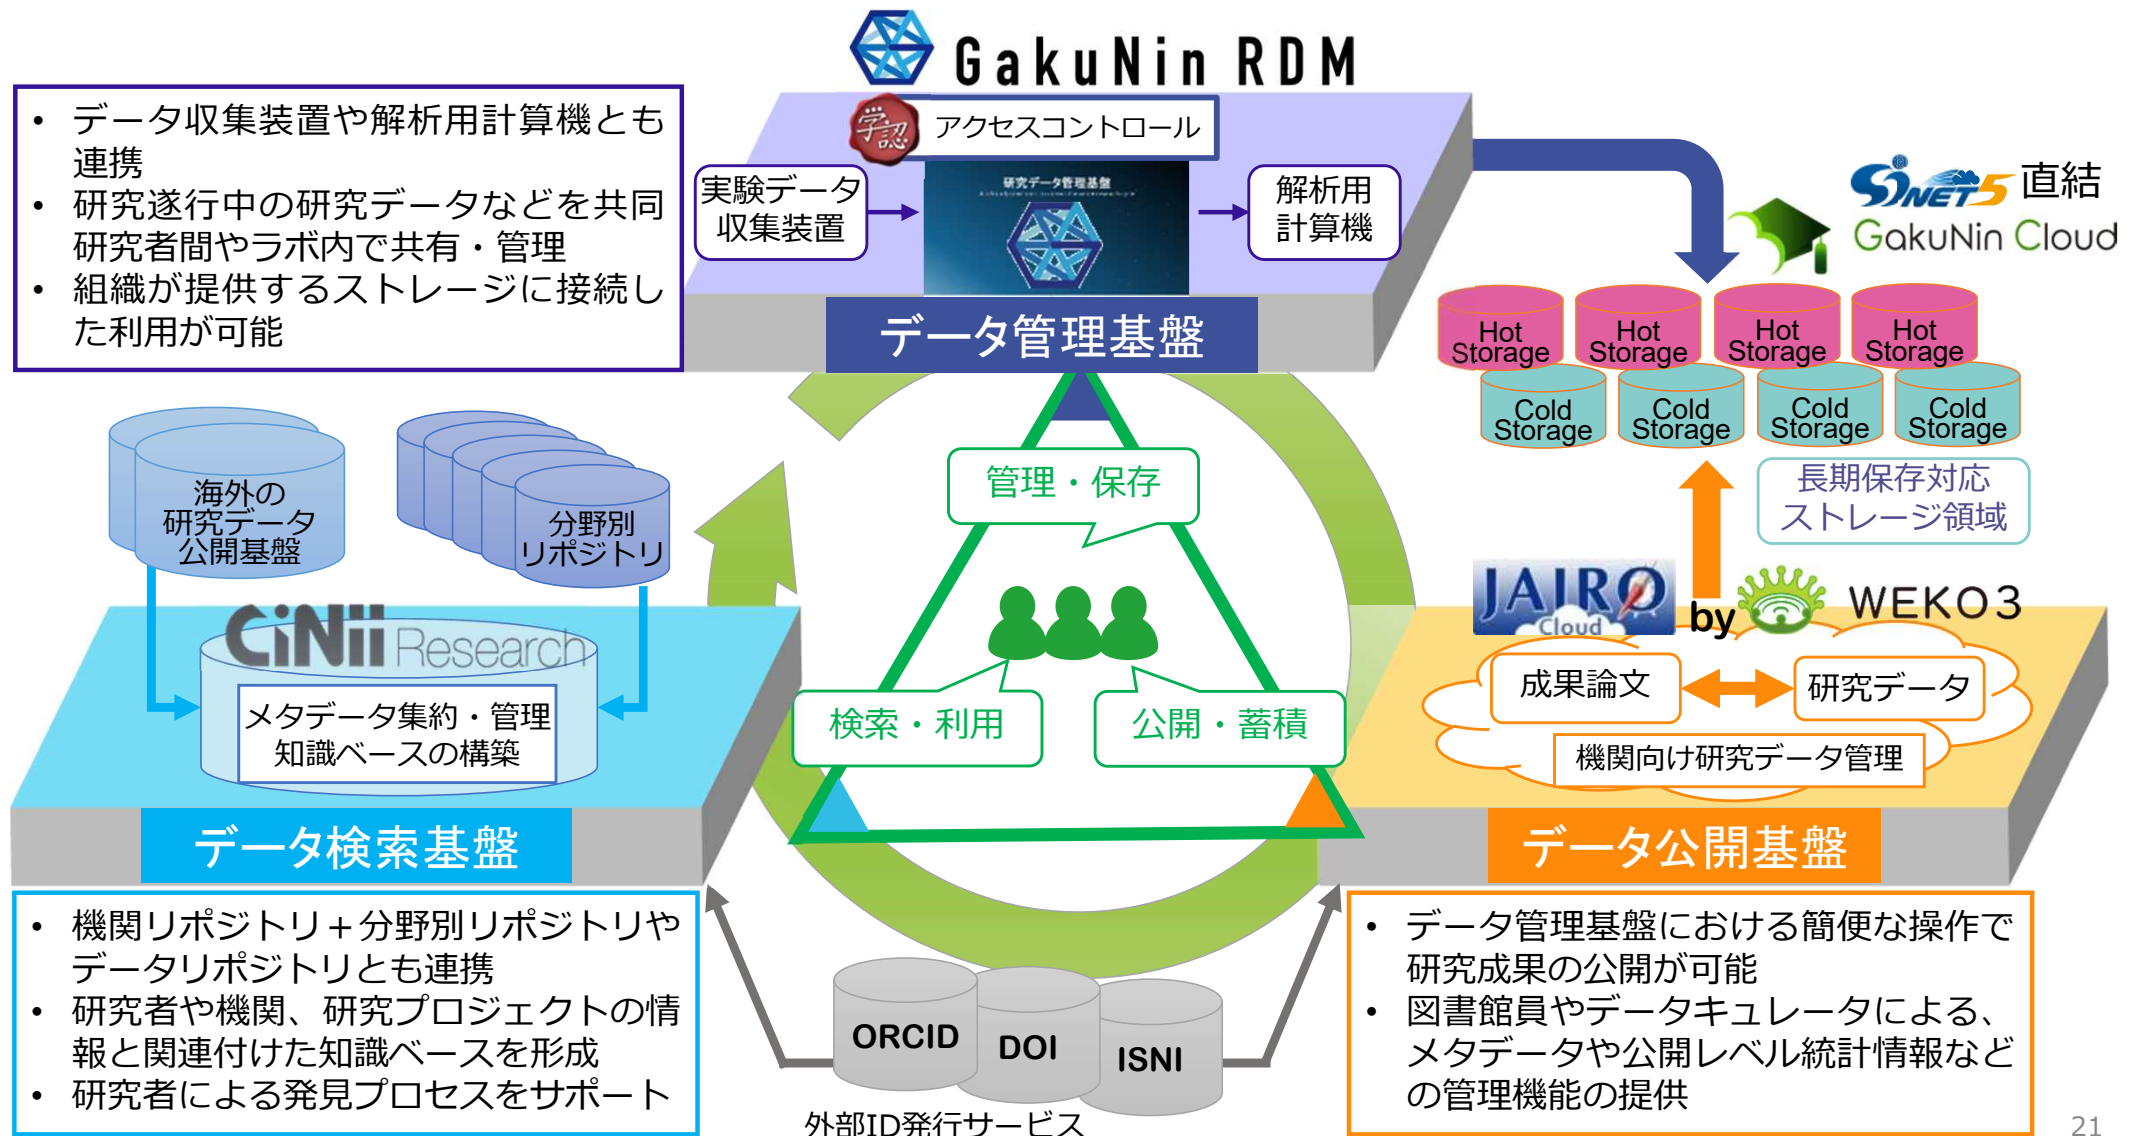 GakuNin RDM
• データ収集装置や解析用計算機とも
連携
• 研究遂行中の研究データなどを共同
研究者間やラボ内で共有・管理
• 組織が提供するストレージに接続し
た利用が可能
学認
アクセスコントロール
実験データ
収集装置
研究データ管理基盤
解析用
計算機
データ管理基盤
SINET5 直結
GakuNin Cloud
Hot
Storage
Hot
Storage
Hot
Storage
Hot
Storage
Cold
Storage
Cold
Storage
Cold
Storage
Cold
Storage
長期保存対応
ストレージ領域
海外の
研究データ
公開基盤
分野別
リポジトリ
管理・保存
検索・利用
公開・蓄積
CiNii Research
メタデータ集約・管理
知識ベースの構築
データ検索基盤
JAIRO
Cloud
by
WEKO3
成果論文
研究データ
機関向け研究データ管理
データ公開基盤
• 機関リポジトリ+分野別リポジトリや
データリポジトリとも連携
• 研究者や機関、研究プロジェクトの情
報と関連付けた知識ベースを形成
• 研究者による発見プロセスをサポート
ORCID
DOI
ISNI
外部ID発行サービス
• データ管理基盤における簡便な操作で
研究成果の公開が可能
• 図書館員やデータキュレータによる、
メタデータや公開レベル統計情報など
の管理機能の提供
21